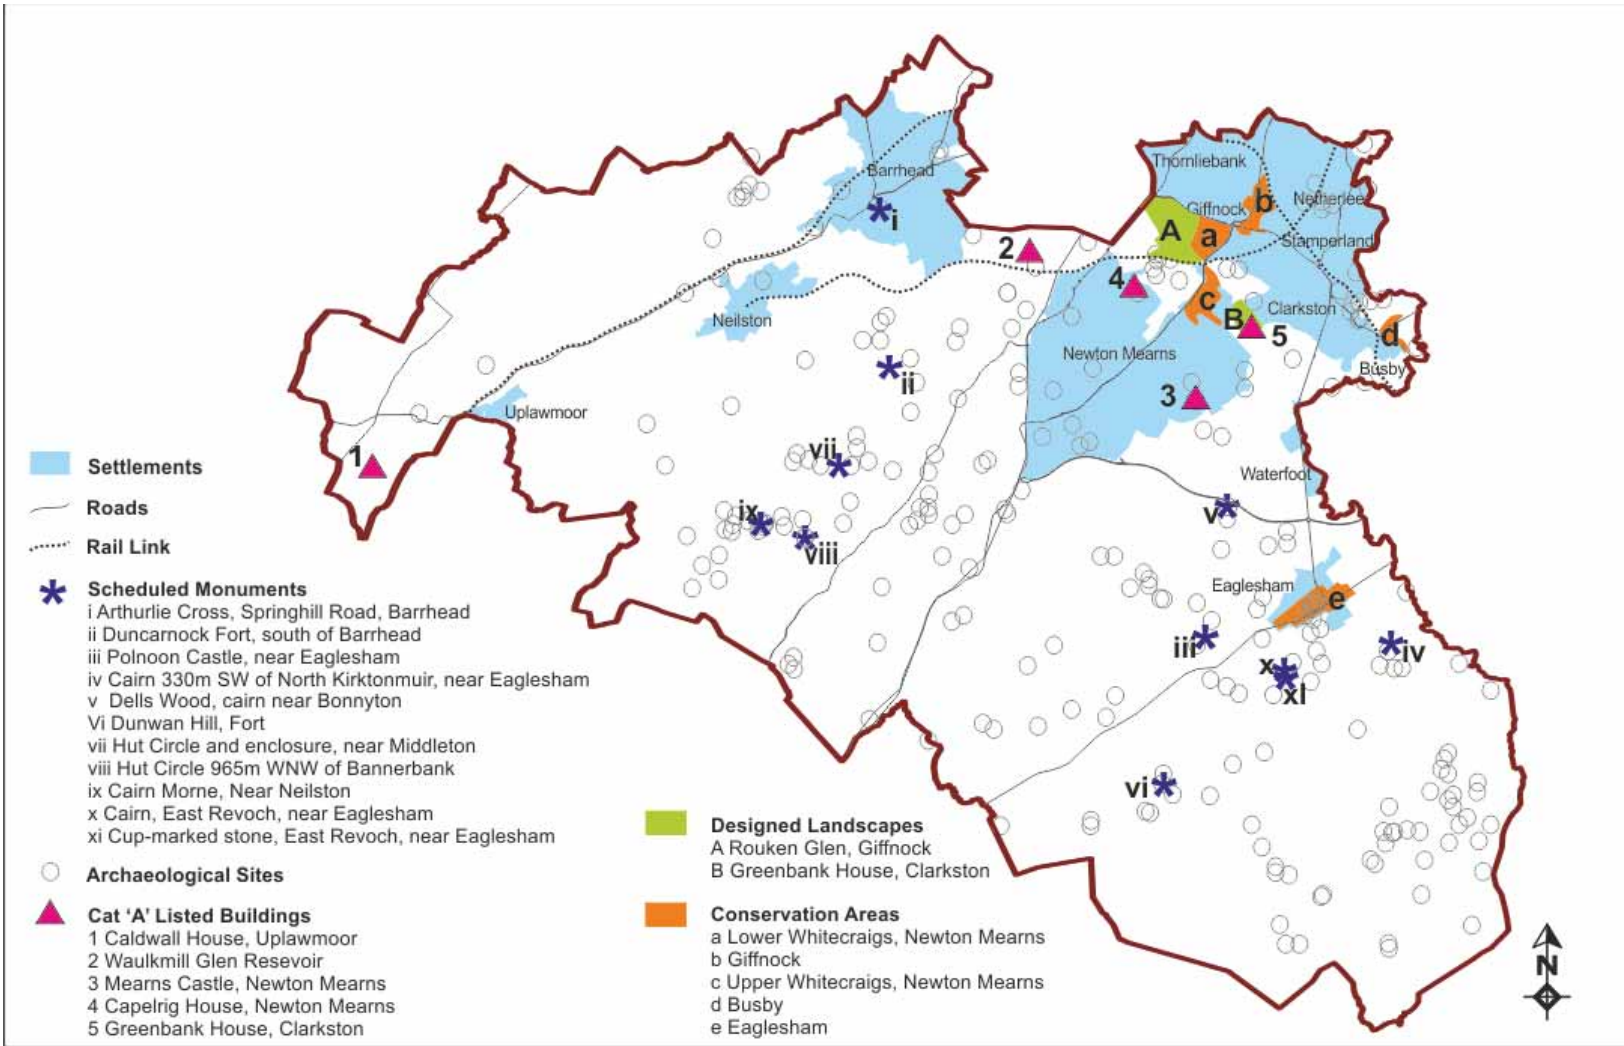 Barrhead
i
Thornliebank
Giffnock
b
Netherlee
A
a
Stamperland
2
4
c
Clarkston
B
5
d
Busby
Neilston
Newton Mearns
3
ii
Uplawmoor
1
vii
Waterfoot
v
ix
viii
Eaglesham
e
iii
iv
x
xl
vi
Settlements
Roads
Rail Link
Scheduled Monuments
i Arthurlie Cross, Springhill Road, Barrhead
ii Duncarnock Fort, south of Barrhead
iii Polnoon Castle, near Eaglesham
iv Cairn 330m SW of North Kirktonmuir, near Eaglesham
v Dells Wood, cairn near Bonnyton
Vi Dunwan Hill, Fort
vii Hut Circle and enclosure, near Middleton
viii Hut Circle 965m WNW of Bannerbank
ix Cairn Morne, Near Neilston
x Cairn, East Revoch, near Eaglesham
xi Cup-marked stone, East Revoch, near Eaglesham
Archaeological Sites
Cat ‘A’ Listed Buildings
1 Caldwall House, Uplawmoor
2 Waulkmill Glen Resevoir
3 Mearns Castle, Newton Mearns
4 Capelrig House, Newton Mearns
5 Greenbank House, Clarkston
Designed Landscapes
A Rouken Glen, Giffnock
B Greenbank House, Clarkston
Conservation Areas
a Lower Whitecraigs, Newton Mearns
b Giffnock
c Upper Whitecraigs, Newton Mearns
d Busby
e Eaglesham
N